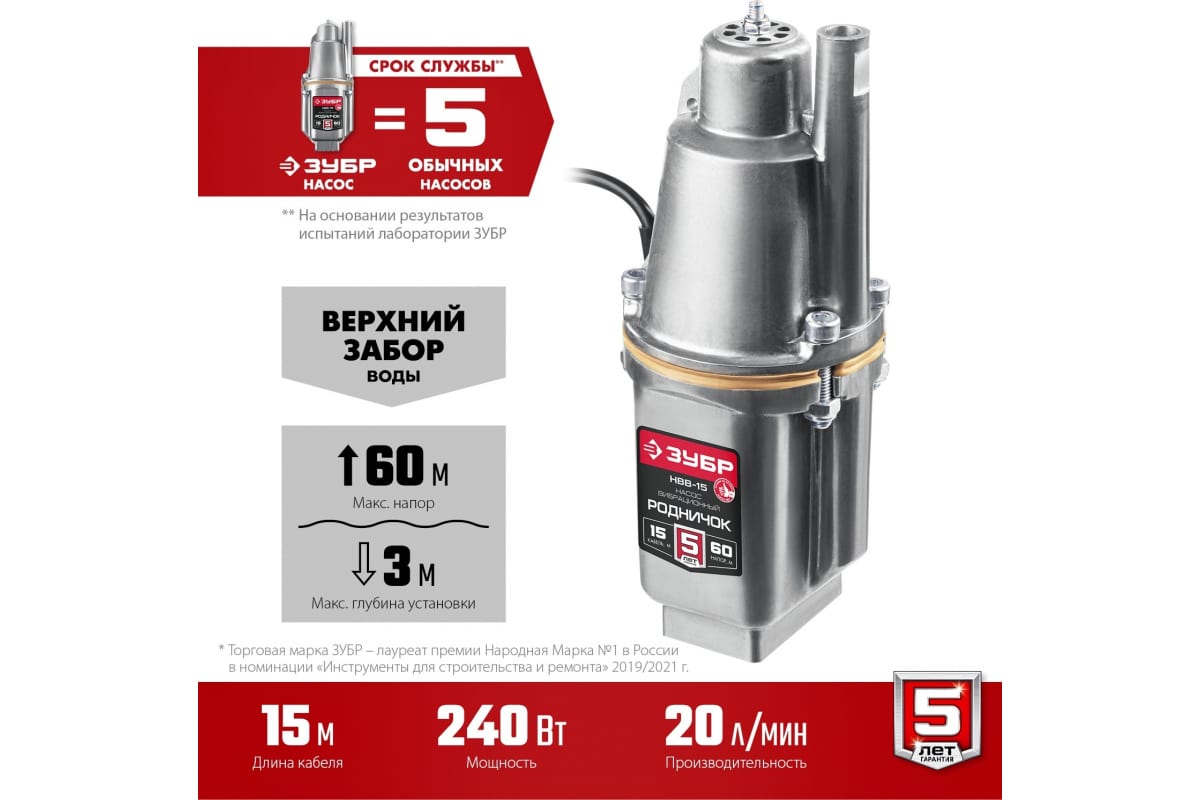 СРОК СЛУЖБЫ**
= 5
ЗУБР
НАСОС
ОБЫЧНЫХ
НАСОСОВ
** На основании результатов
испытаний лаборатории ЗУБР
ВЕРХНИЙ
ЗАБОР
ВОДЫ
60 м
Макс. напор
3 м
Макс. глубина установки
ЗУБР
НВВ-15
НАСОС
ВИБРАЦИОННЫЙ
РОДНИЧОК
15
КАБЕЛЬ, М
5
ЛЕТ
60
НАПОР, М
* Торговая марка ЗУБР – лауреат премии Народная Марка №1 в России
в номинации «Инструменты для строительства и ремонта» 2019/2021 г.
15 м
Длина кабеля
240 Вт
Мощность
20 л/мин
Производительность
5
ЛЕТ
ГАРАНТИЯ